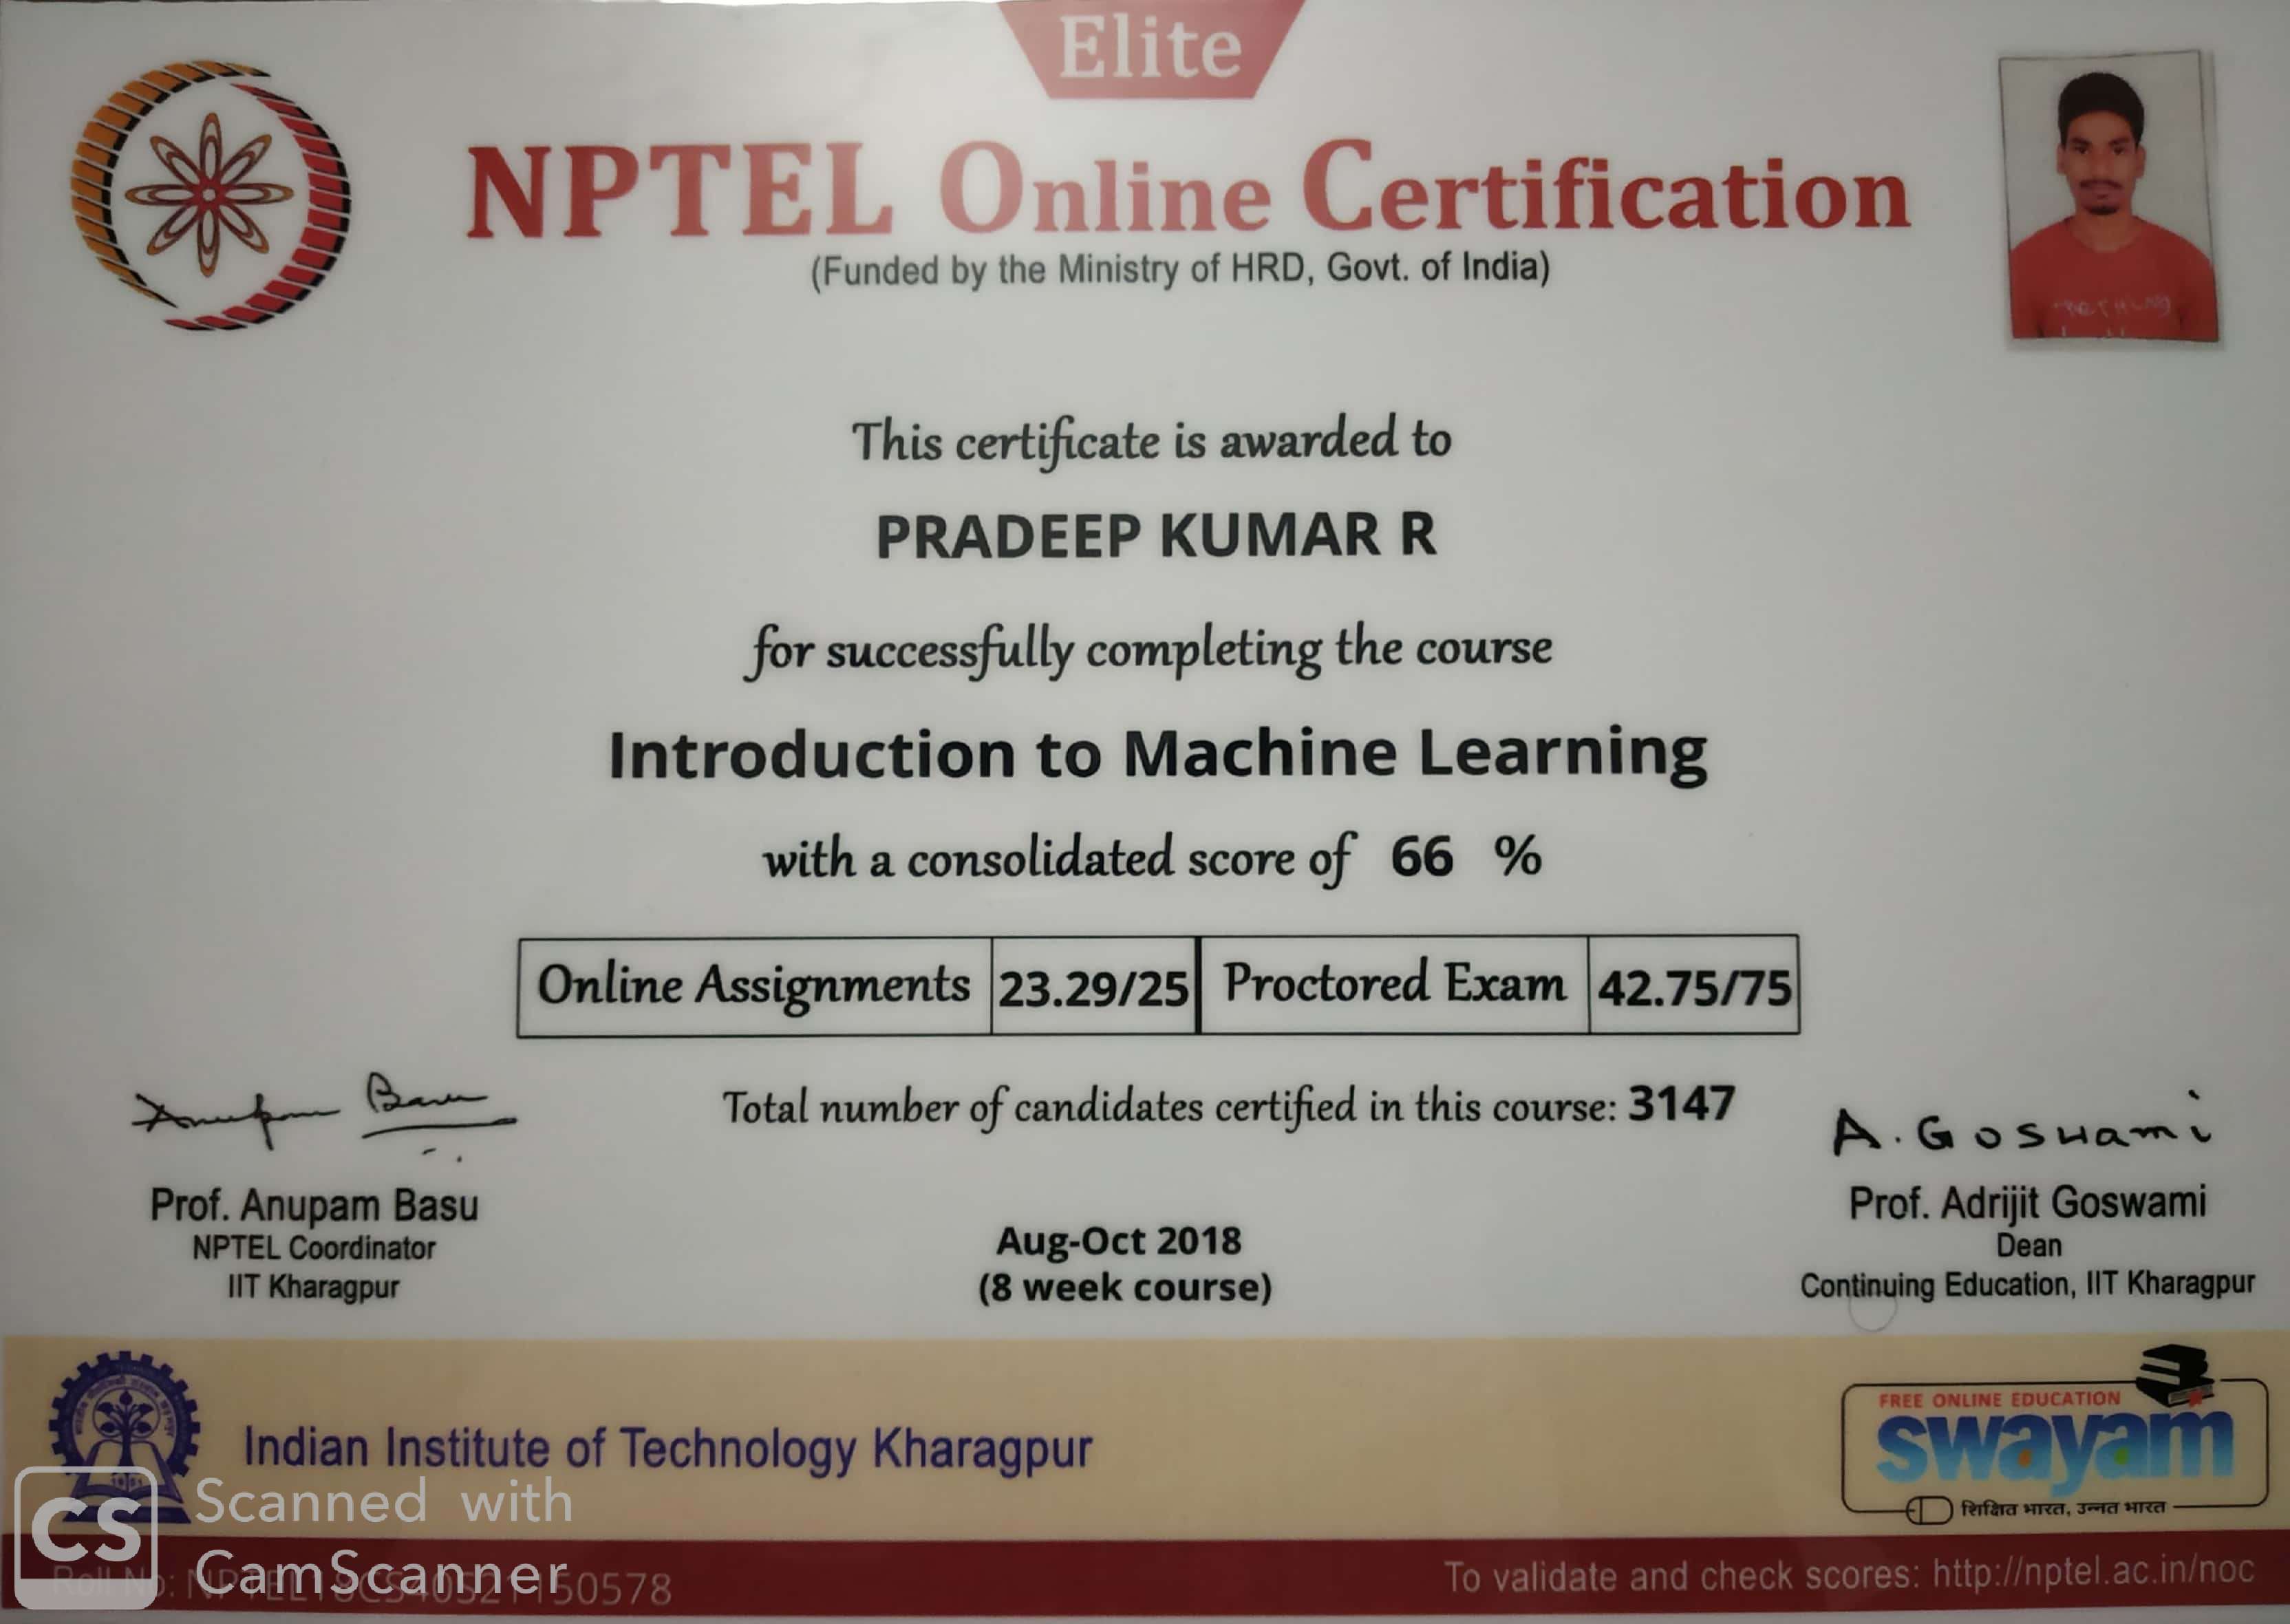 Elite
NPTEL Online Certification
(Funded by the Ministry of HRD, Govt. of India)
This certificate is awarded to
PRADEEP KUMAR R
for successfully completing the course
Introduction to Machine Learning
with a consolidated score of 66 %
Online Assignments 23.29/25 Proctored Exam 42.75/75
Total number of candidates certified in this course: 3147
Anupam Basu
A. Goswami
Prof. Anupam Basu
NPTEL Coordinator
IIT Kharagpur
Aug-Oct 2018
(8 week course)
Prof. Adrijit Goswami
Dean
Continuing Education, IIT Kharagpur
Indian Institute of Technology Kharagpur
FREE ONLINE EDUCATION
swayam
शिक्षित भारत, उन्नत भारत
CS
Scanned with
CamScanner
Roll No:
To validate and check scores: http://nptel.ac.in/noc